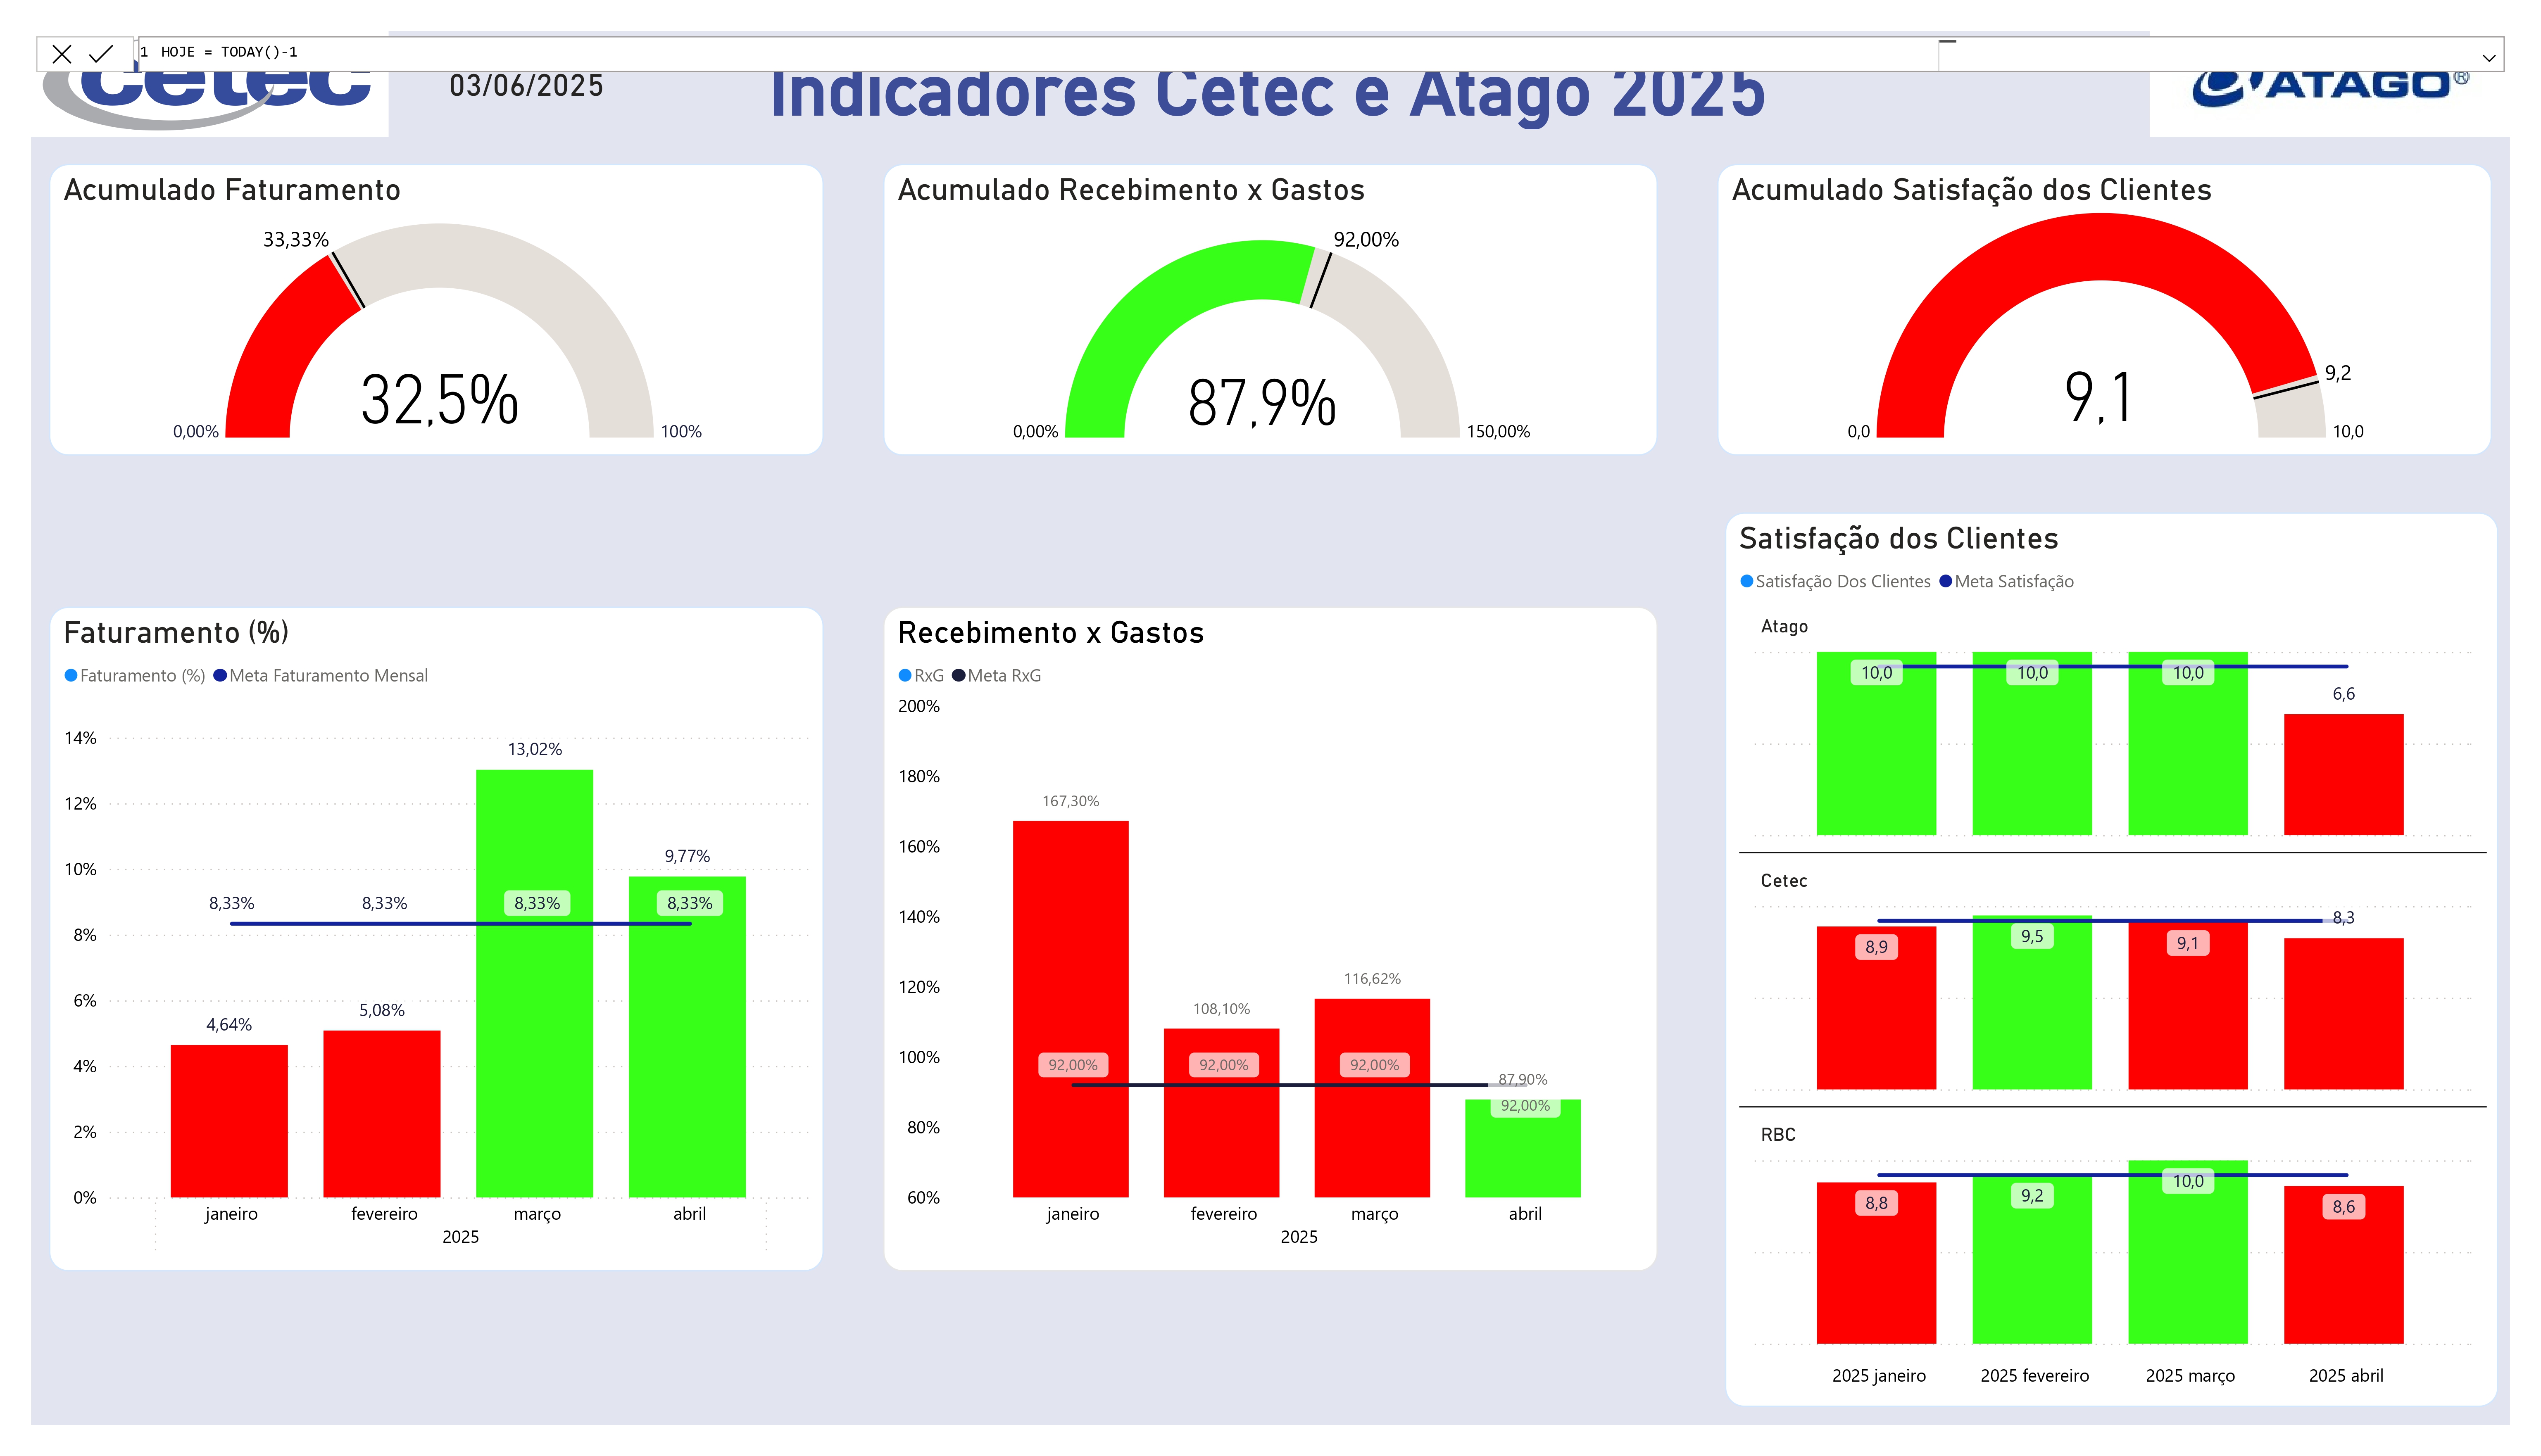 1 HOJE = TODAY()-1
cetec
03/06/2025
Indicadores Cetec e Atago 2025
ATAGO®
Acumulado Faturamento
33,33%
32,5%
0,00%
100%
Acumulado Recebimento x Gastos
92,00%
87,9%
0,00%
150,00%
Acumulado Satisfação dos Clientes
9,2
9,1
0,0
10,0
Faturamento (%)
Faturamento (%) Meta Faturamento Mensal
14%
12%
10%
8%
6%
4%
2%
0%
13,02%
9,77%
8,33% 8,33% 8,33% 8,33%
5,08%
4,64%
janeiro fevereiro março abril
2025
Recebimento x Gastos
RxG Meta RxG
200%
180%
160%
140%
120%
100%
80%
60%
167,30%
116,62%
108,10%
92,00% 92,00% 92,00%
87,90%
92,00%
janeiro fevereiro março abril
2025
Satisfação dos Clientes
Satisfação Dos Clientes Meta Satisfação
Atago
10,0 10,0 10,0 6,6
Cetec
8,9 9,5 9,1 8,3
RBC
8,8 9,2 10,0 8,6
2025 janeiro 2025 fevereiro 2025 março 2025 abril